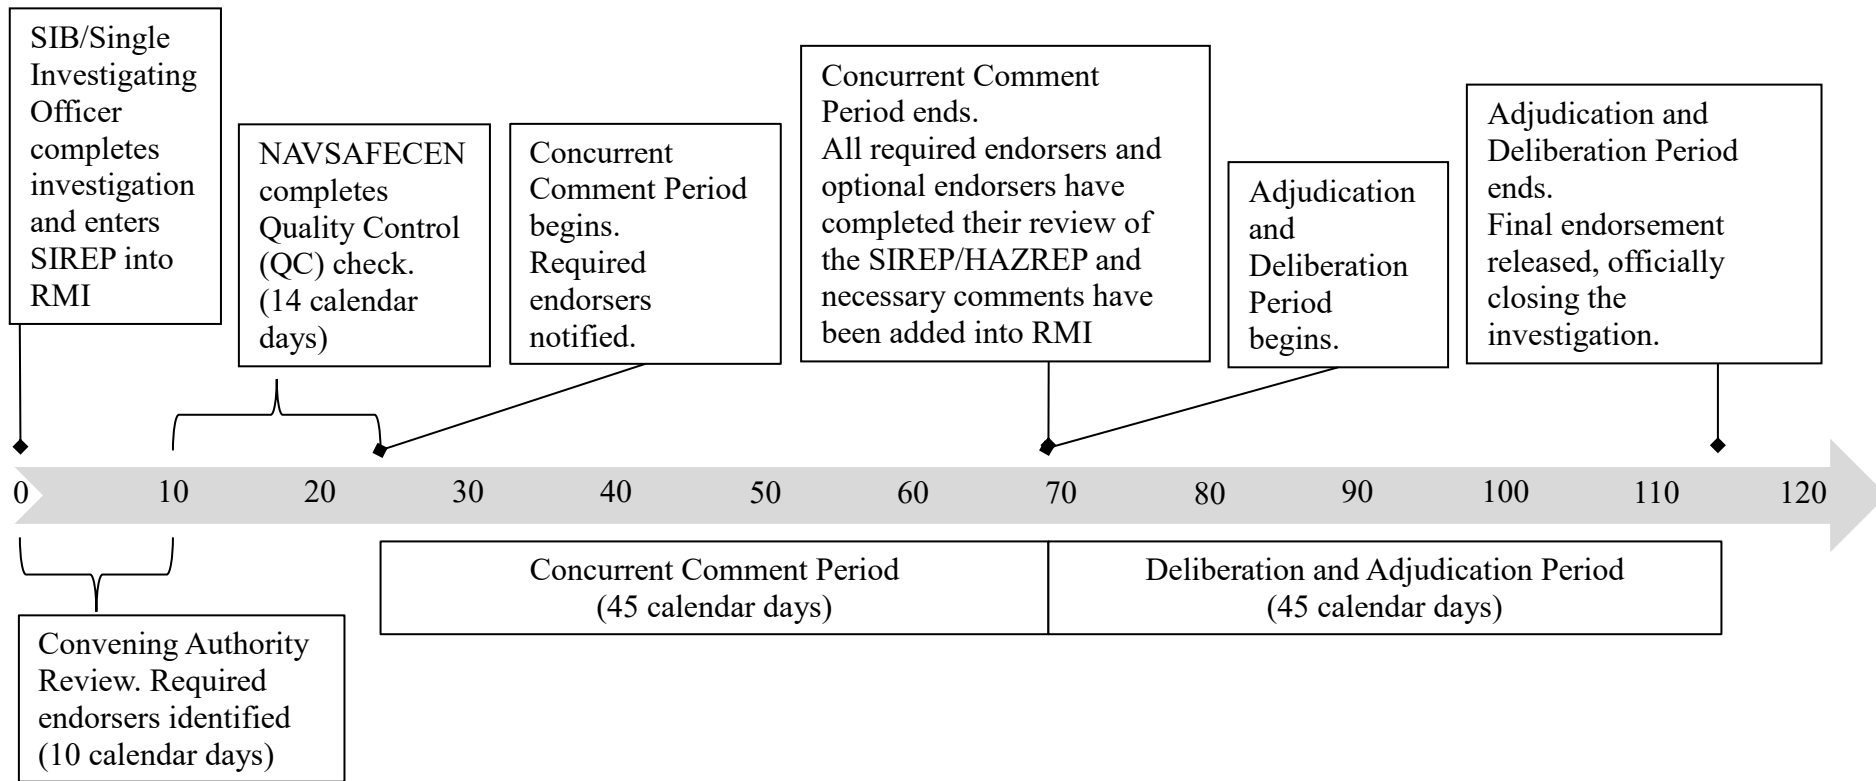 SIB/Single
Investigating
Officer
completes
investigation
and enters
SIREP into
RMI
NAVSAFECEN
completes
Quality Control
(QC) check.
(14 calendar
days)
Concurrent
Comment Period
begins.
Required
endorsers
notified.
Concurrent Comment
Period ends.
All required endorsers and
optional endorsers have
completed their review of
the SIREP/HAZREP and
necessary comments have
been added into RMI
Adjudication
and
Deliberation
Period
begins.
Adjudication and
Deliberation Period
ends.
Final endorsement
released, officially
closing the
investigation.
0 10 20 30 40 50 60 70 80 90 100 110 120
Concurrent Comment Period
(45 calendar days)
Deliberation and Adjudication Period
(45 calendar days)
Convening Authority
Review. Required
endorsers identified
(10 calendar days)